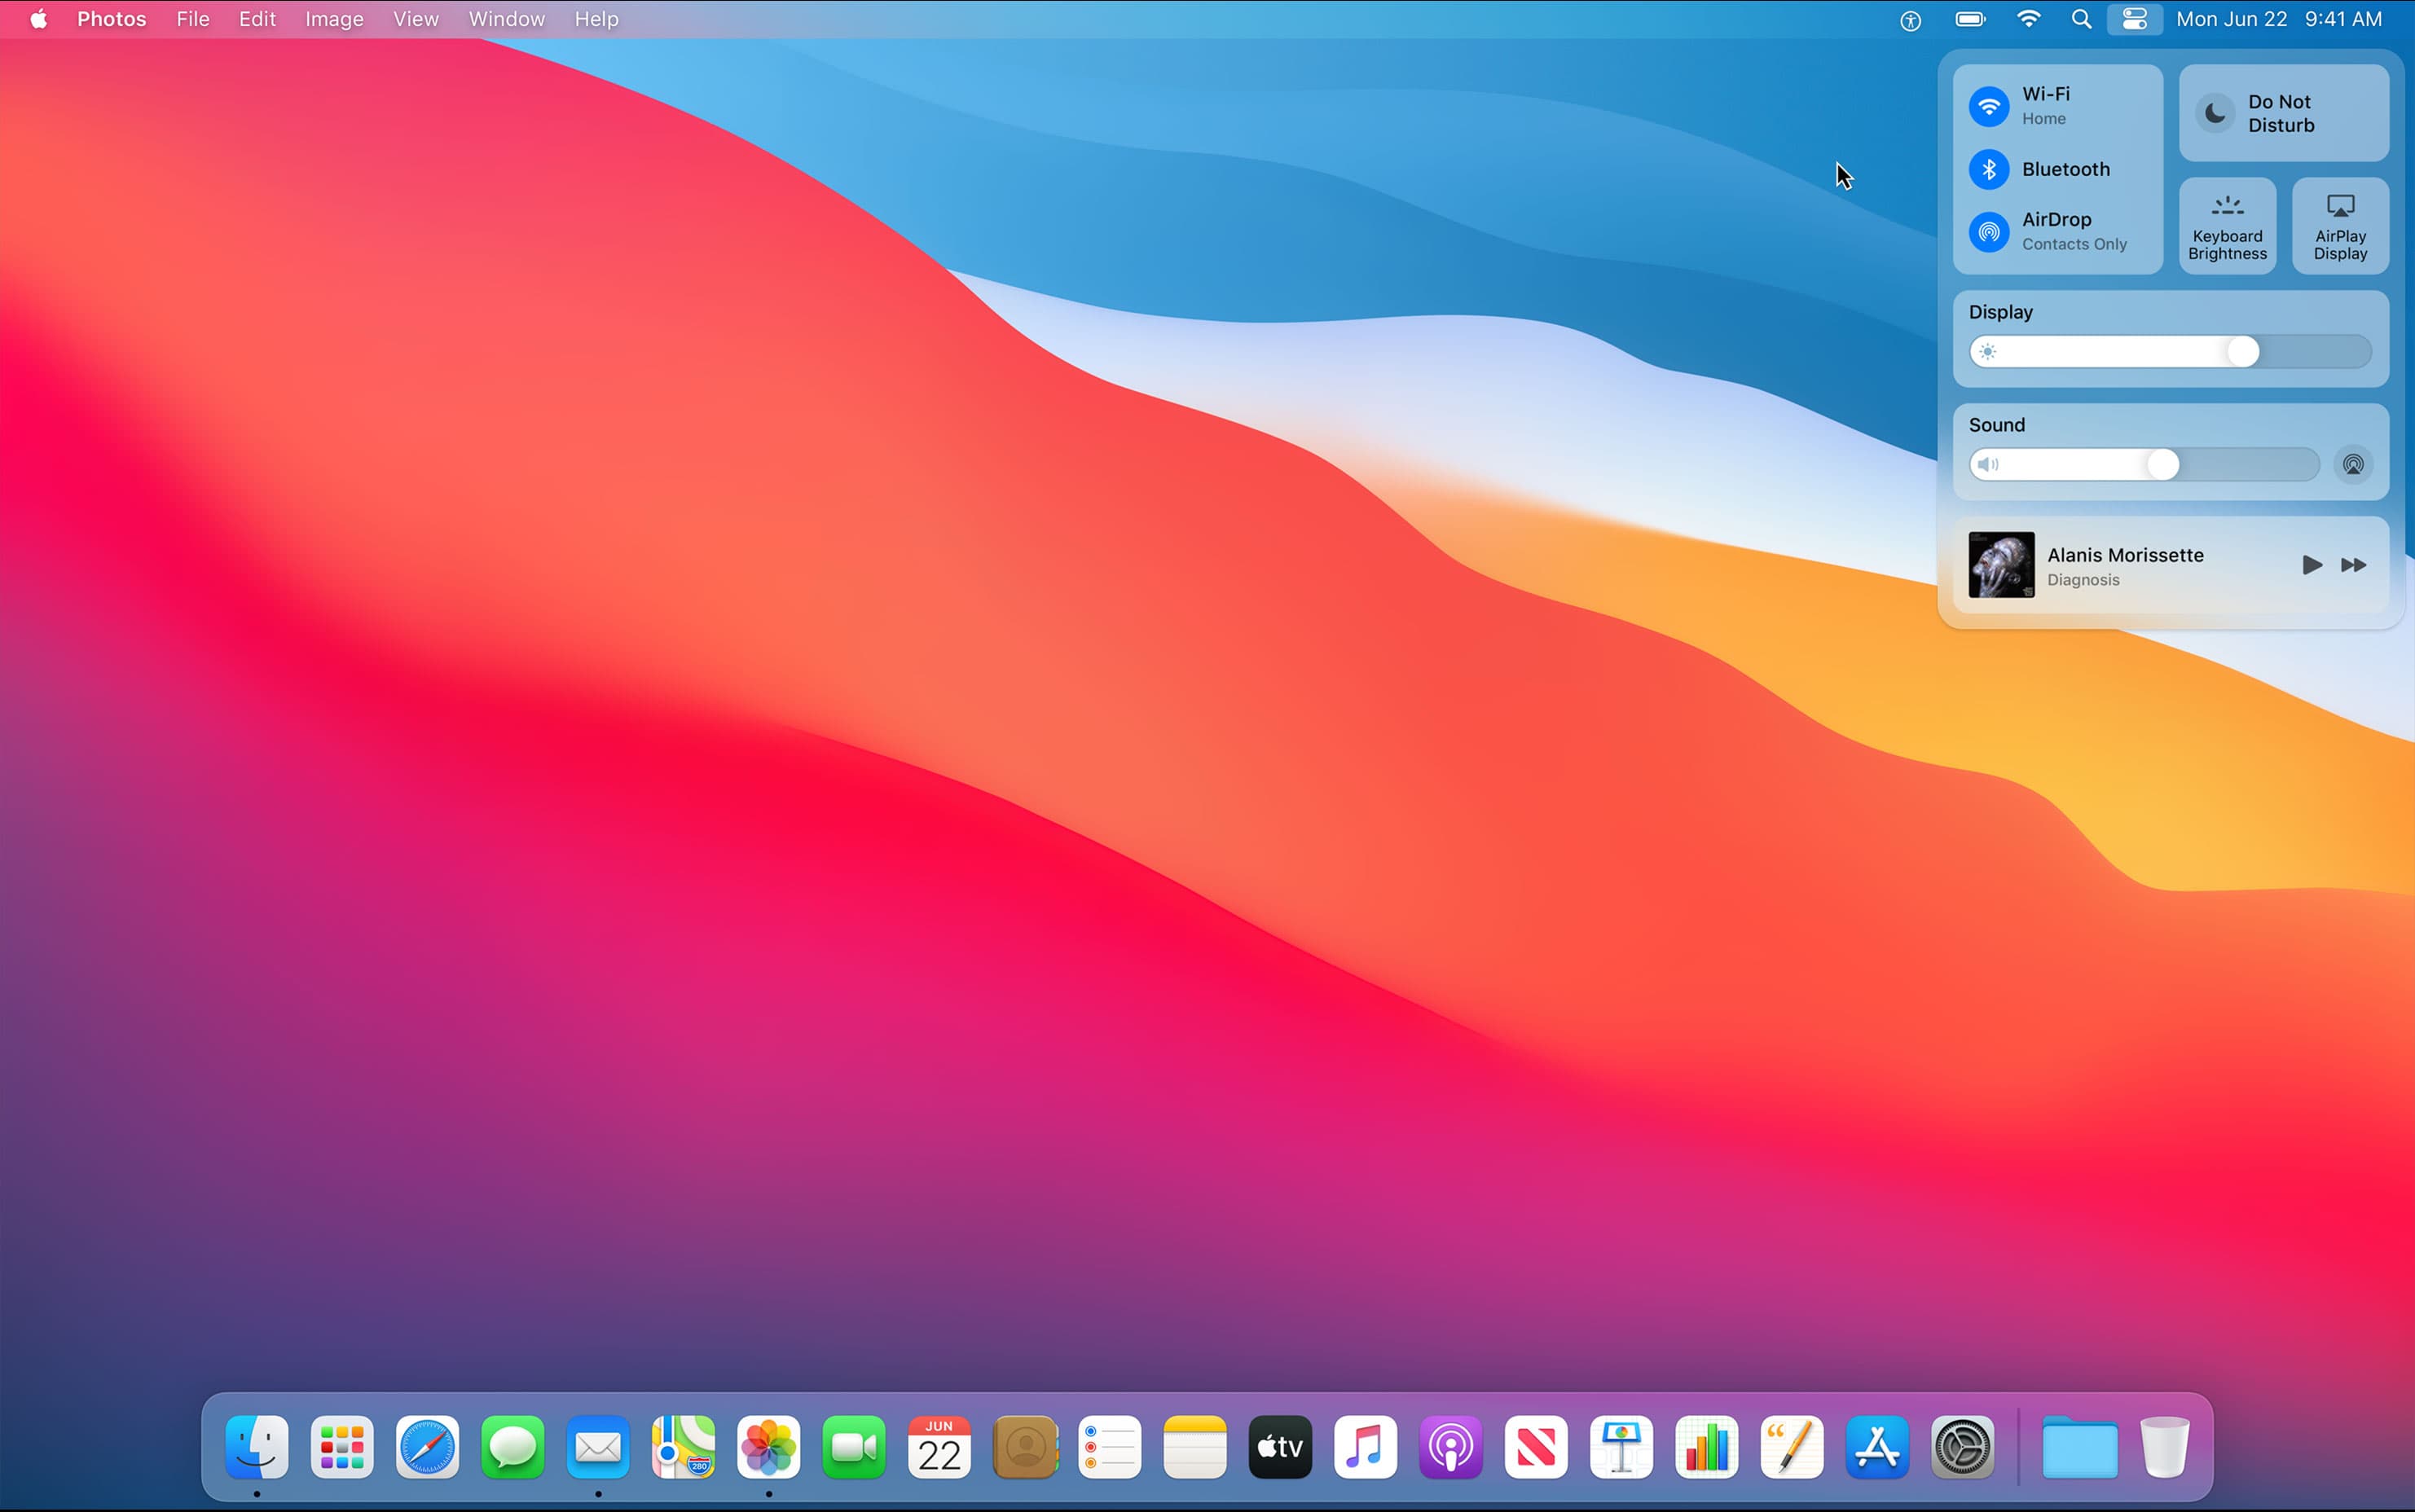 Photos File Edit Image View Window Help Mon Jun 22 9:41 AM
Wi-Fi
Home
Do Not
Disturb
Bluetooth
AirDrop
Contacts Only
Keyboard
Brightness
AirPlay
Display
Display
Sound
Alanis Morissette
Diagnosis
280
JUN
22
tv